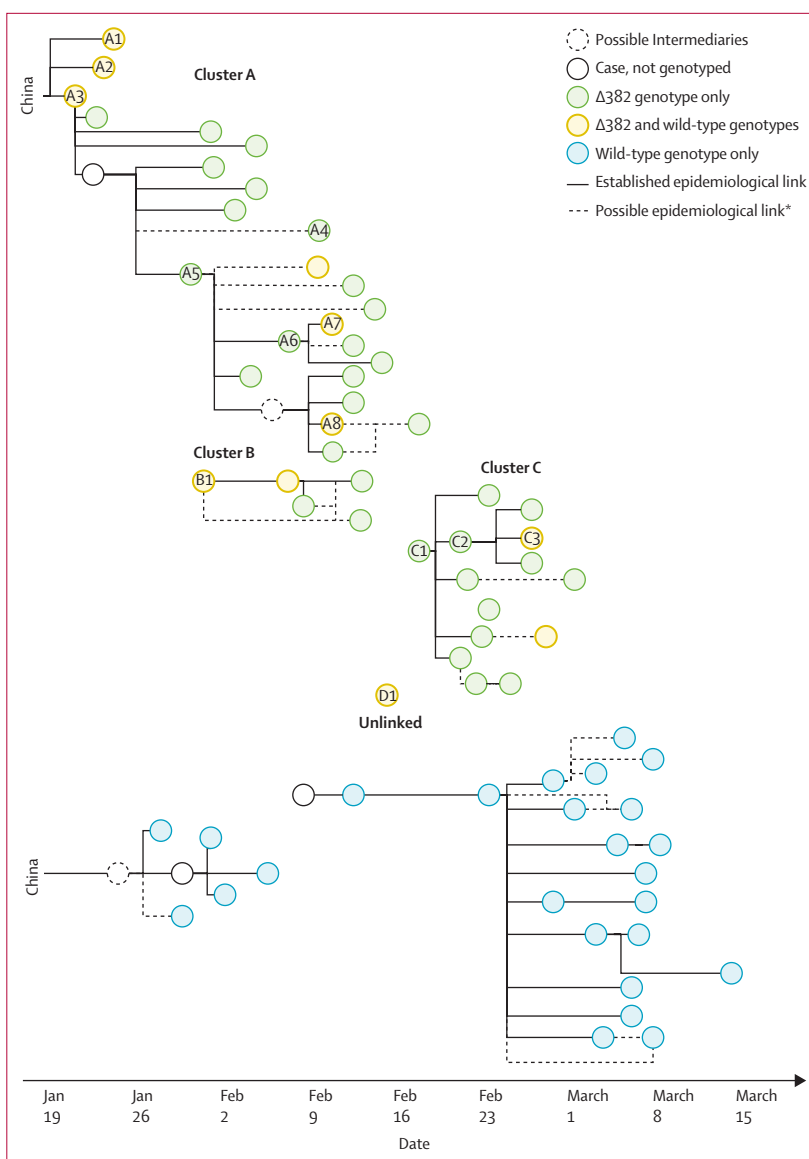 Possible Intermediaries
Case, not genotyped
Δ382 genotype only
Δ382 and wild-type genotypes
Wild-type genotype only
Established epidemiological link
Possible epidemiological link*
China
Cluster A
A1
A2
A3
A4
A5
A6
A7
A8
Cluster B
B1
Cluster C
C1
C2
C3
D1
Unlinked
China
Jan 19
Jan 26
Feb 2
Feb 9
Feb 16
Feb 23
March 1
March 8
March 15
Date